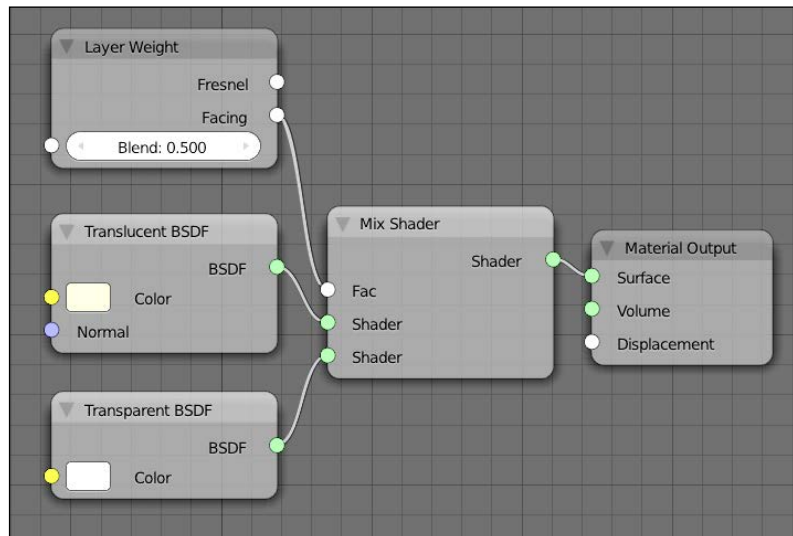 Layer Weight
Fresnel
Facing
Blend: 0.500
Translucent BSDF
BSDF
Color
Normal
Transparent BSDF
BSDF
Color
Mix Shader
Shader
Fac
Shader
Shader
Material Output
Surface
Volume
Displacement